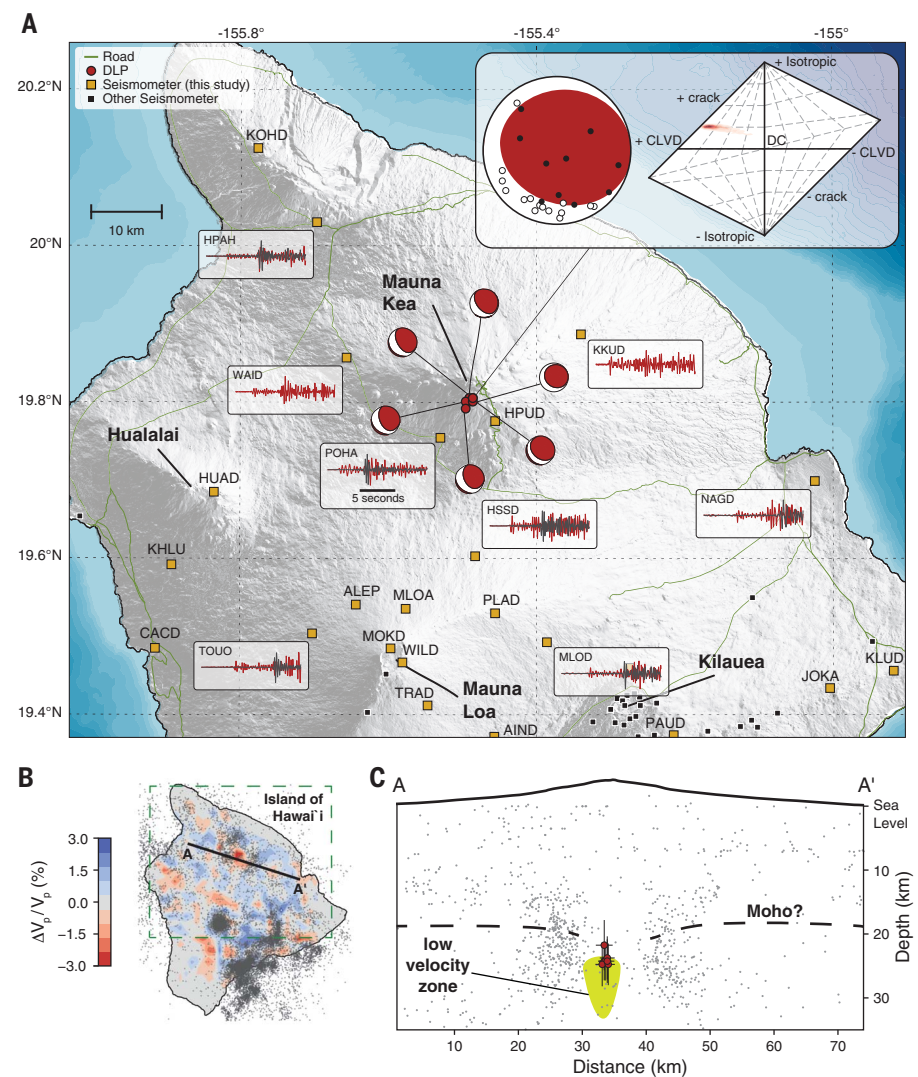 A
-155.8°
-155.4°
-155°
20.2°N
20°N
19.8°N
19.6°N
19.4°N
Road
DLP
Seismometer (this study)
Other Seismometer
+ Isotropic
+ crack
+ CLVD
DC
- CLVD
- crack
- Isotropic
KOHD
10 km
HPAH
Mauna
Kea
WAID
KKUD
HPUD
Hualalai
POHA
5 seconds
HUAD
HSSD
NAGD
KHLU
ALEP
MLOA
PLAD
CACD
MOKD
WILD
TOUO
MLOD
Kilauea
KLUD
JOKA
TRAD
Mauna
Loa
AIND
PAUD
B
Island of
Hawai`i
3.0
1.5
0.0
−1.5
−3.0
ΔVp / Vp (%)
A
A'
C
A
A'
Sea
Level
10
20
30
Depth (km)
Moho?
low
velocity
zone
10
20
30
40
50
60
70
Distance (km)